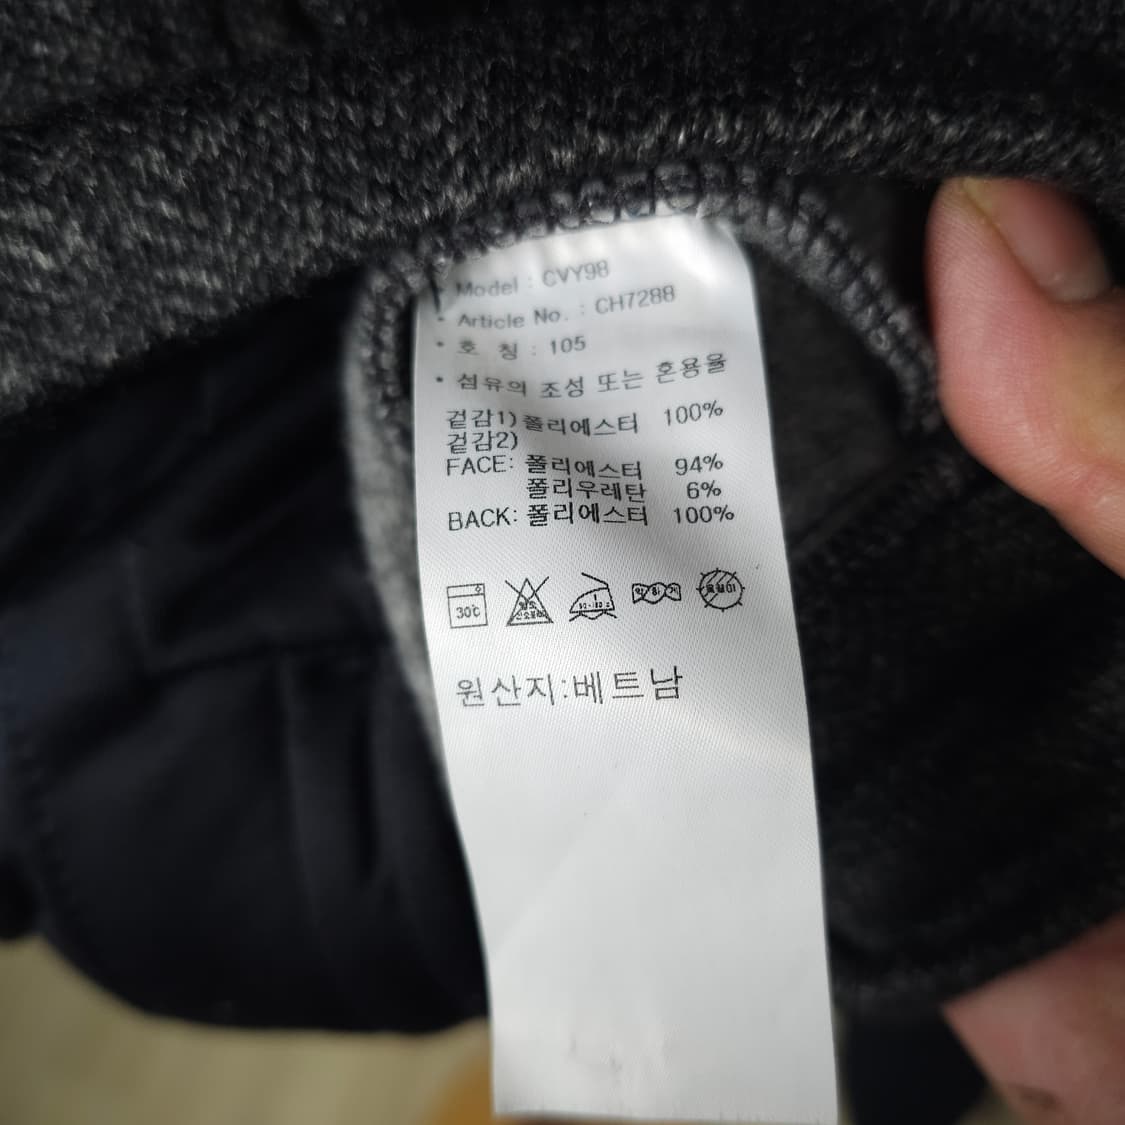 • Model : CVY98
• Article No. : CH7288
• 호 칭 : 105
• 섬유의 조성 또는 혼용율
겉감1) 폴리에스터 100%
겉감2)
FACE: 폴리에스터 94%
폴리우레탄 6%
BACK: 폴리에스터 100%
30℃
원산지:베트남